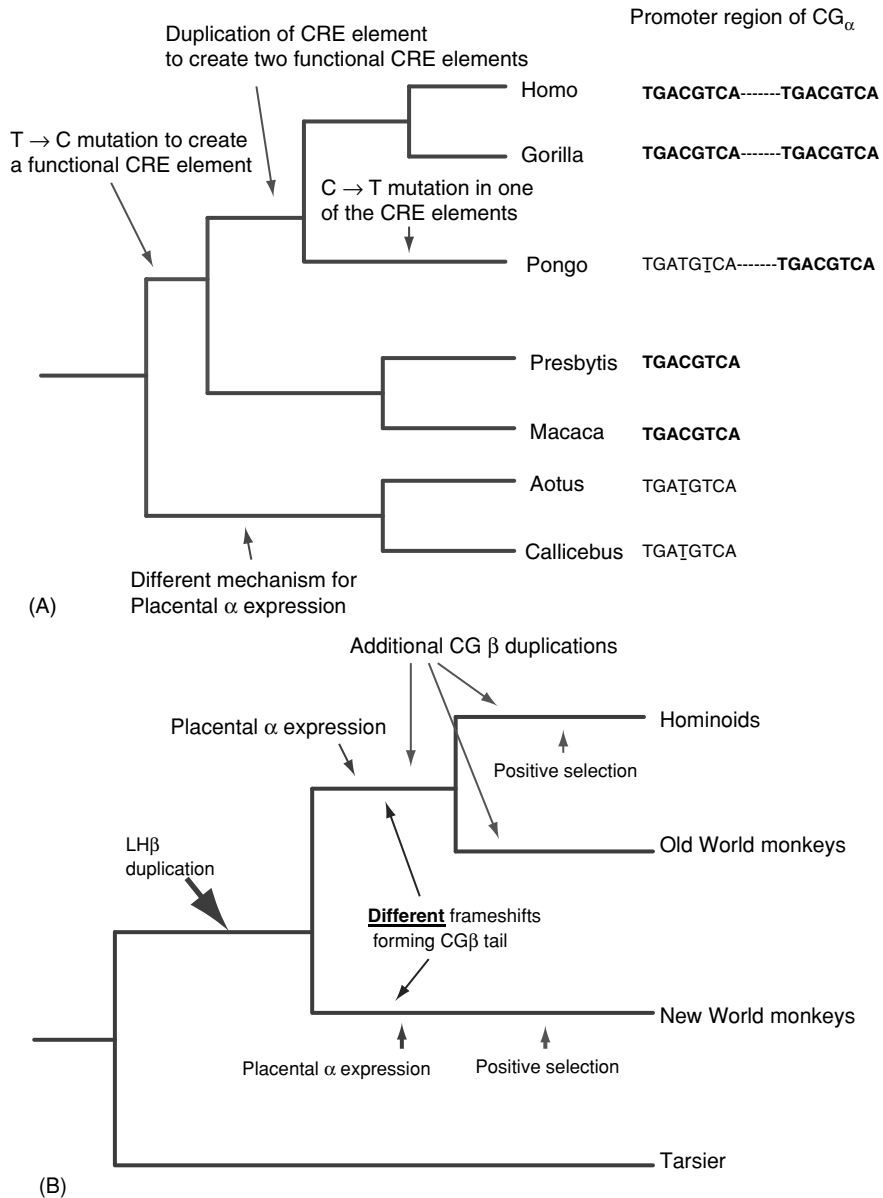 Promoter region of CGα
Duplication of CRE element
to create two functional CRE elements
Homo
TGACGTCA-------TGACGTCA
T → C mutation to create
a functional CRE element
Gorilla
TGACGTCA-------TGACGTCA
C → T mutation in one
of the CRE elements
Pongo
TGATGTCA-------TGACGTCA
Presbytis
TGACGTCA
Macaca
TGACGTCA
Aotus
TGATGTCA
Callicebus
TGATGTCA
Different mechanism for
Placental α expression
(A)
Additional CG β duplications
Placental α expression
Hominoids
Positive selection
LHβ
duplication
Old World monkeys
Different frameshifts
forming CGβ tail
New World monkeys
Placental α expression
Positive selection
Tarsier
(B)